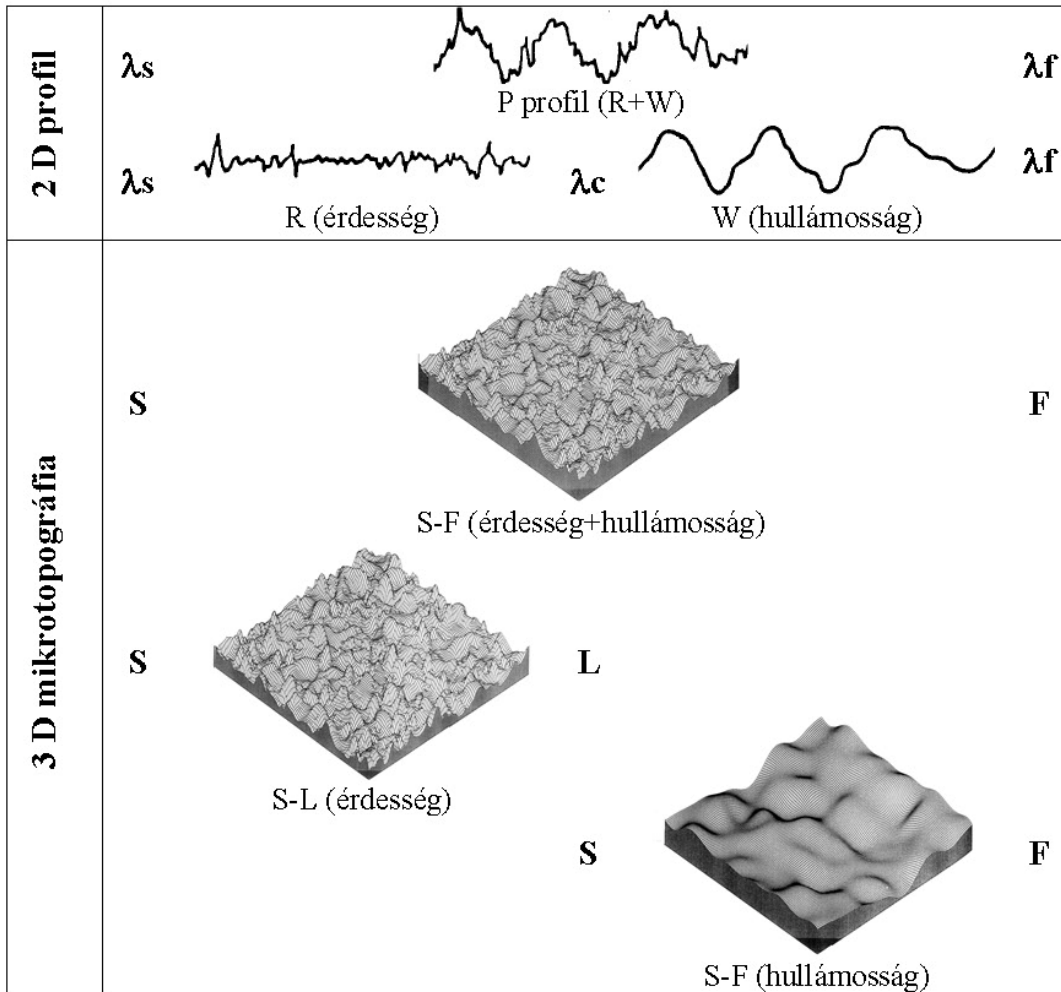 2 D profil
λs
λf
P profil (R+W)
λs
λc
λf
R (érdesség)
W (hullámosság)
3 D mikrotopográfia
S
F
S-F (érdesség+hullámosság)
S
L
S-L (érdesség)
S
F
S-F (hullámosság)